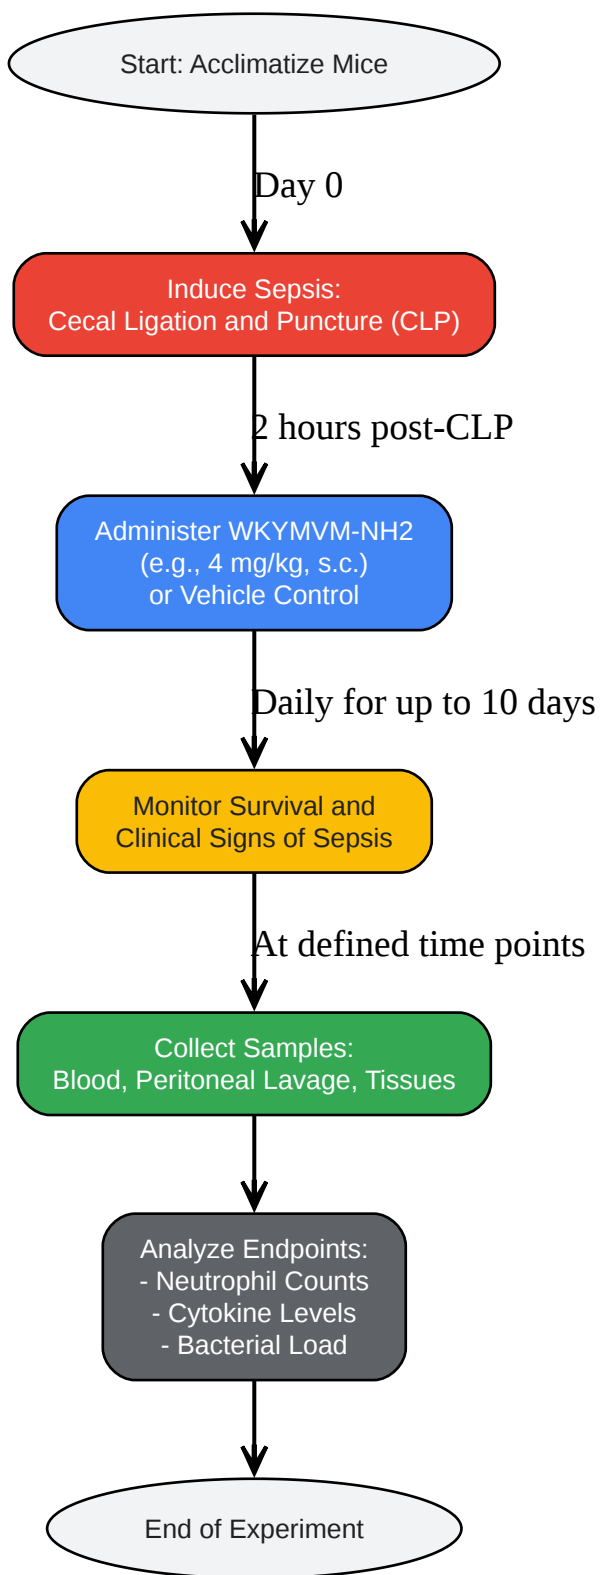 Start: Acclimatize Mice
Day 0
Induce Sepsis:
Cecal Ligation and Puncture (CLP)
2 hours post-CLP
Administer WKYMVM-NH2
(e.g., 4 mg/kg, s.c.)
or Vehicle Control
Daily for up to 10 days
Monitor Survival and
Clinical Signs of Sepsis
At defined time points
Collect Samples:
Blood, Peritoneal Lavage, Tissues
Analyze Endpoints:
- Neutrophil Counts
- Cytokine Levels
- Bacterial Load
End of Experiment